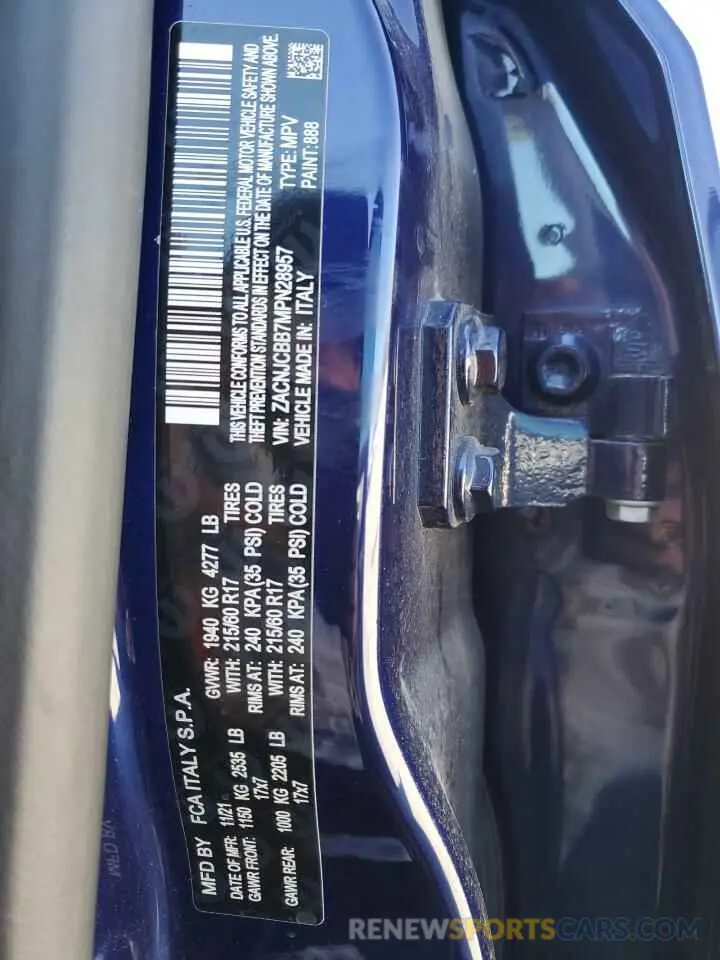 MFD BY FCA ITALY S.P.A.
DATE OF MFR: 11/21 GVWR: 1940 KG 4277 LB
GAWR FRONT: 1150 KG 2535 LB WITH: 215/60 R17 TIRES
17x7 RIMS AT: 240 KPA(35 PSI) COLD
GAWR REAR: 1000 KG 2205 LB WITH: 215/60 R17 TIRES
17x7 RIMS AT: 240 KPA(35 PSI) COLD
THIS VEHICLE CONFORMS TO ALL APPLICABLE U.S. FEDERAL MOTOR VEHICLE SAFETY AND
THEFT PREVENTION STANDARDS IN EFFECT ON THE DATE OF MANUFACTURE SHOWN ABOVE.
VIN: ZACNJCBB7MPN28957 TYPE: MPV
VEHICLE MADE IN: ITALY PAINT: 888
RENEWSPORTSCARS.COM